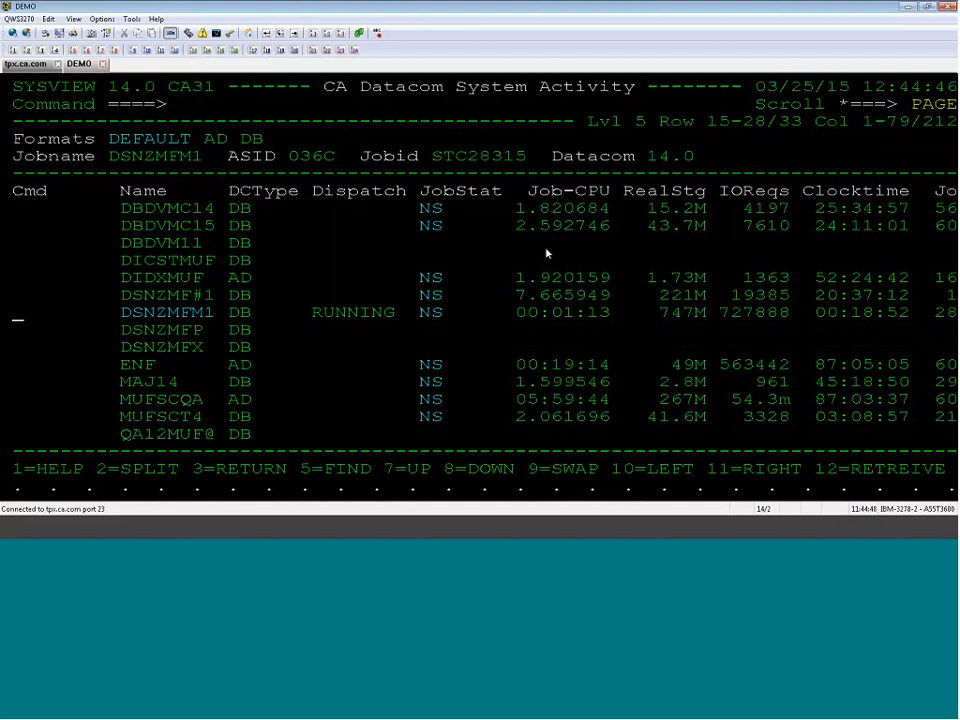 DEMO
QWS3270 Edit View Options Tools Help
tpx.ca.com DEMO
SYSVIEW 14.0 CA31 ------- CA Datacom System Activity ------- 03/25/15 12:44:46
Command ====> Scroll *===> PAGE
------------------------------------------------ Lvl 5 Row 15-28/33 Col 1-79/212
Formats DEFAULT AD DB
Jobname DSNZMFM1 ASID 036C Jobid STC28315 Datacom 14.0
-------------------------------------------------------------------------------
Cmd Name DCType Dispatch JobStat Job-CPU RealStg IOReqs Clocktime Jo
DBDVMC14 DB NS 1.820684 15.2M 4197 25:34:57 56
DBDVMC15 DB NS 2.592746 43.7M 7610 24:11:01 60
DBDVM11 DB
DICSTMUF DB
DIDXMUF AD NS 1.920159 1.73M 1363 52:24:42 16
DSNZMF#1 DB NS 7.665949 221M 19385 20:37:12 1
DSNZMFM1 DB RUNNING NS 00:01:13 747M 727888 00:18:52 28
DSNZMFP DB
DSNZMFX DB
ENF AD NS 00:19:14 49M 563442 87:05:05 60
MAJ14 DB NS 1.599546 2.8M 961 45:18:50 29
MUFSCQA AD NS 05:59:44 267M 54.3m 87:03:37 60
MUFSCT4 DB NS 2.061696 41.6M 3328 03:08:57 21
QA12MUF@ DB
-------------------------------------------------------------------------------
1=HELP 2=SPLIT 3=RETURN 5=FIND 7=UP 8=DOWN 9=SWAP 10=LEFT 11=RIGHT 12=RETREIVE
Connected to tpx.ca.com port 23 14/2 11:44:48 IBM-3278-2 - A55T3600